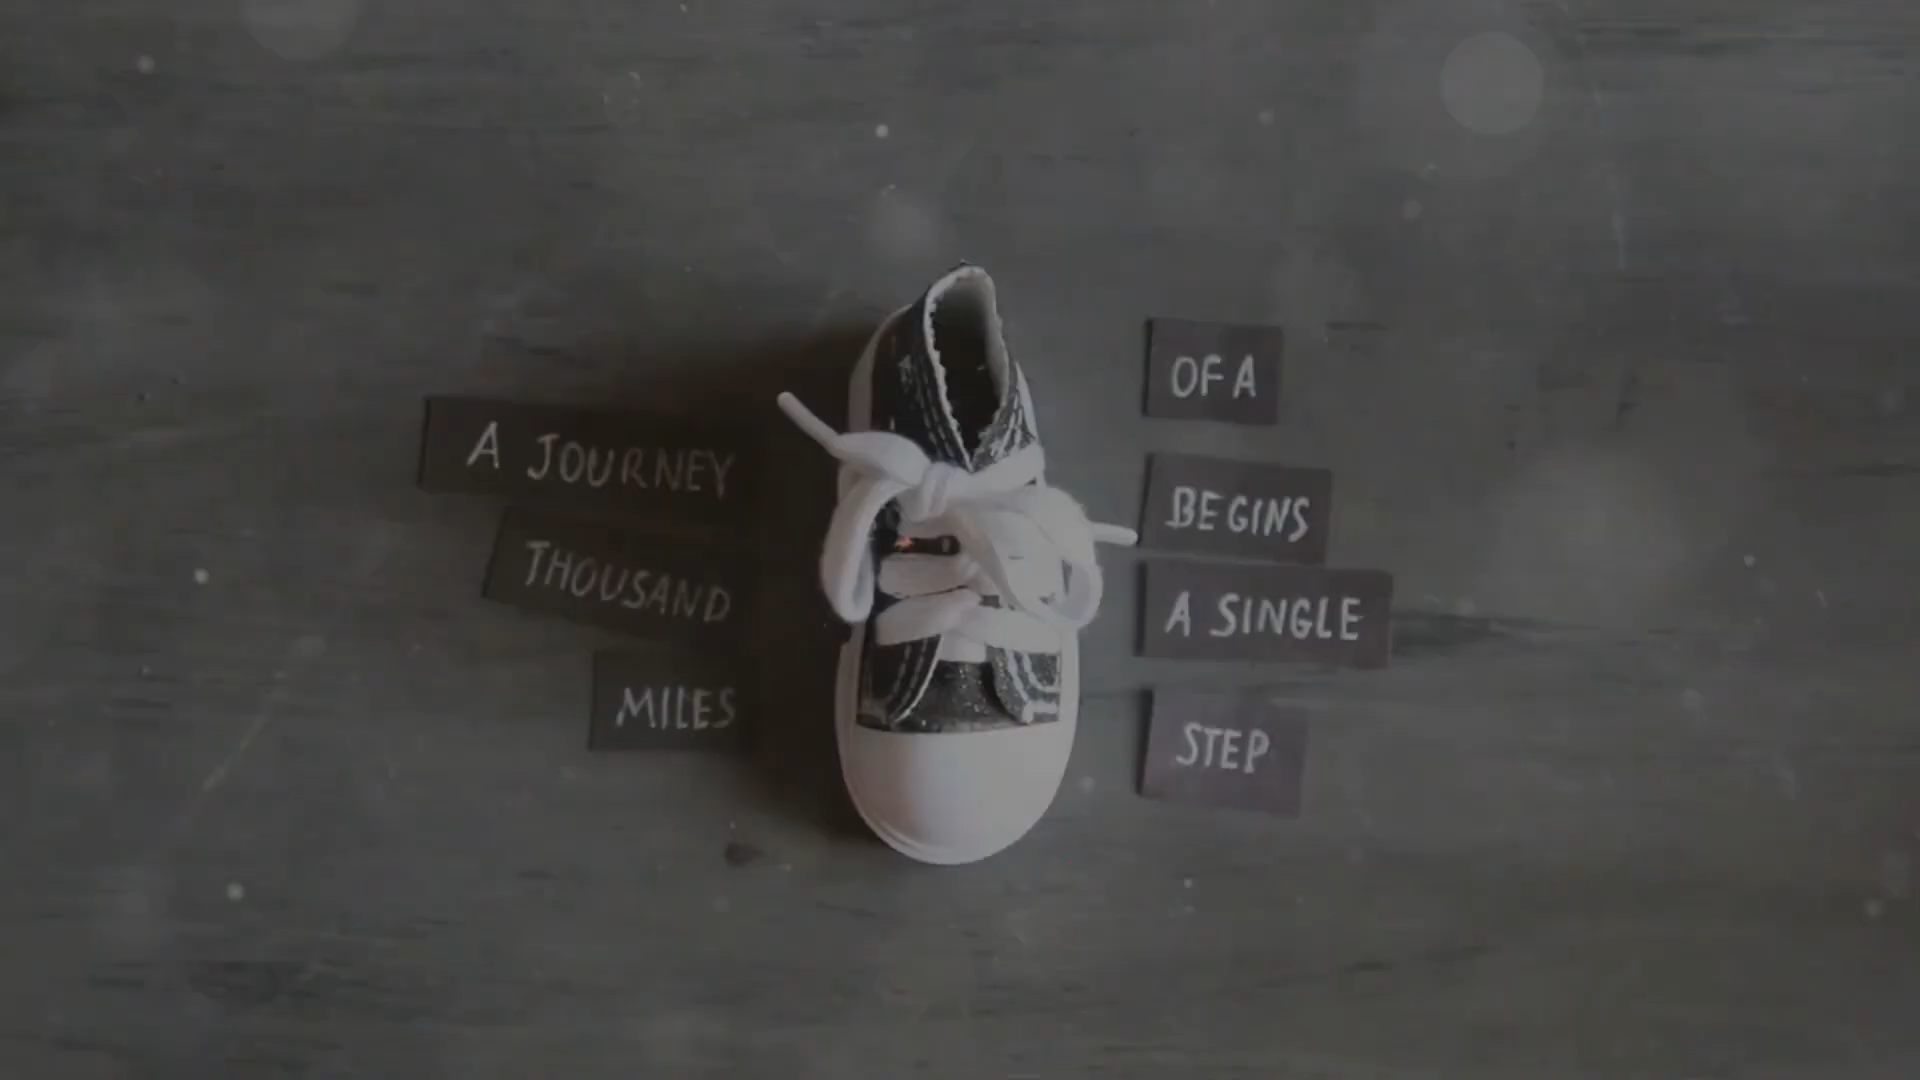 A JOURNEY
OF A
THOUSAND
BEGINS
MILES
A SINGLE
STEP